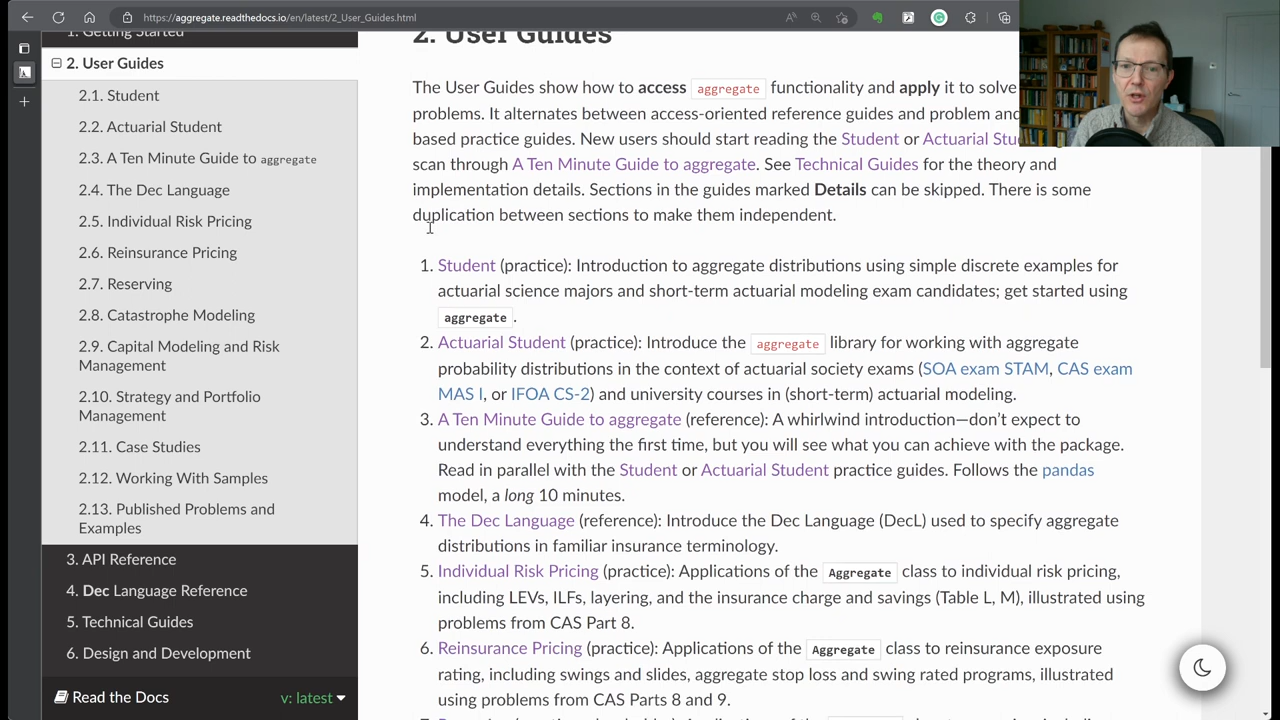 https://aggregate.readthedocs.io/en/latest/2_User_Guides.html
1. Getting Started
2. User Guides
2.1. Student
2.2. Actuarial Student
2.3. A Ten Minute Guide to aggregate
2.4. The Dec Language
2.5. Individual Risk Pricing
2.6. Reinsurance Pricing
2.7. Reserving
2.8. Catastrophe Modeling
2.9. Capital Modeling and Risk
Management
2.10. Strategy and Portfolio
Management
2.11. Case Studies
2.12. Working With Samples
2.13. Published Problems and
Examples
3. API Reference
4. Dec Language Reference
5. Technical Guides
6. Design and Development
Read the Docs
v: latest
2. User Guides
The User Guides show how to access aggregate functionality and apply it to solve
problems. It alternates between access-oriented reference guides and problem and
based practice guides. New users should start reading the Student or Actuarial Stu
scan through A Ten Minute Guide to aggregate. See Technical Guides for the theory and
implementation details. Sections in the guides marked Details can be skipped. There is some
duplication between sections to make them independent.
1. Student (practice): Introduction to aggregate distributions using simple discrete examples for
actuarial science majors and short-term actuarial modeling exam candidates; get started using
aggregate.
2. Actuarial Student (practice): Introduce the aggregate library for working with aggregate
probability distributions in the context of actuarial society exams (SOA exam STAM, CAS exam
MAS I, or IFOA CS-2) and university courses in (short-term) actuarial modeling.
3. A Ten Minute Guide to aggregate (reference): A whirlwind introduction—don't expect to
understand everything the first time, but you will see what you can achieve with the package.
Read in parallel with the Student or Actuarial Student practice guides. Follows the pandas
model, a long 10 minutes.
4. The Dec Language (reference): Introduce the Dec Language (DecL) used to specify aggregate
distributions in familiar insurance terminology.
5. Individual Risk Pricing (practice): Applications of the Aggregate class to individual risk pricing,
including LEVs, ILFs, layering, and the insurance charge and savings (Table L, M), illustrated using
problems from CAS Part 8.
6. Reinsurance Pricing (practice): Applications of the Aggregate class to reinsurance exposure
rating, including swings and slides, aggregate stop loss and swing rated programs, illustrated
using problems from CAS Parts 8 and 9.